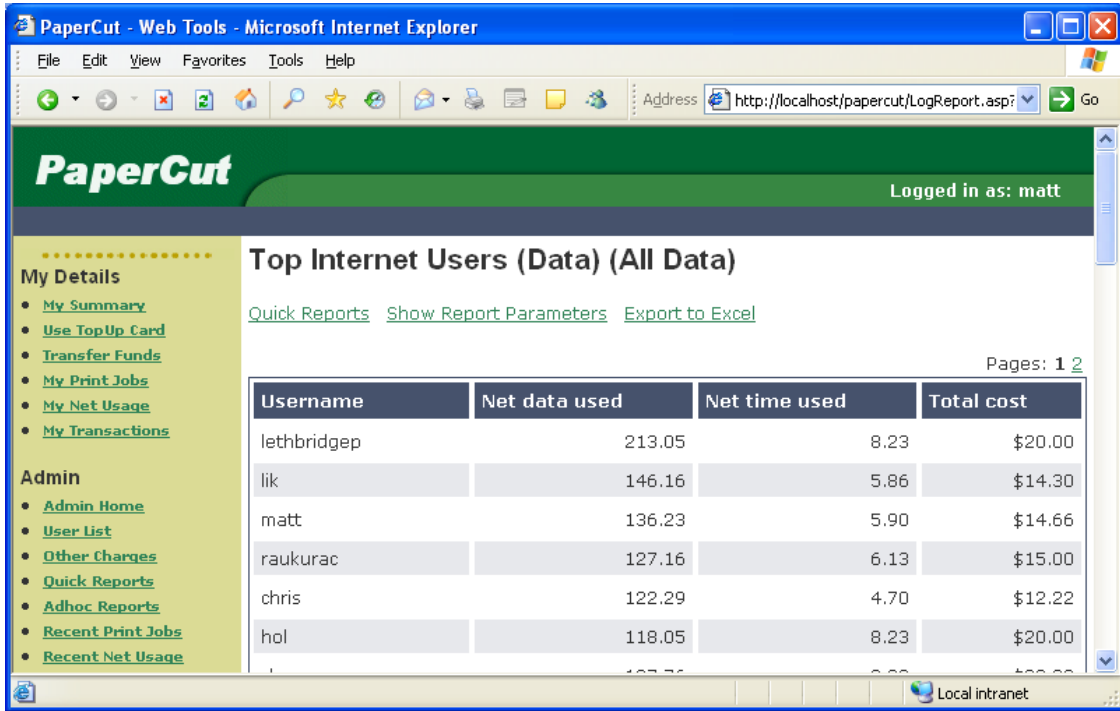 PaperCut - Web Tools - Microsoft Internet Explorer
File Edit View Favorites Tools Help
Address http://localhost/papercut/LogReport.asp? Go
PaperCut
Logged in as: matt
My Details
My Summary
Use TopUp Card
Transfer Funds
My Print Jobs
My Net Usage
My Transactions
Admin
Admin Home
User List
Other Charges
Quick Reports
Adhoc Reports
Recent Print Jobs
Recent Net Usage
Top Internet Users (Data) (All Data)
Quick Reports Show Report Parameters Export to Excel
Pages: 1 2
Username Net data used Net time used Total cost
lethbridgep 213.05 8.23 $20.00
lik 146.16 5.86 $14.30
matt 136.23 5.90 $14.66
raukurac 127.16 6.13 $15.00
chris 122.29 4.70 $12.22
hol 118.05 8.23 $20.00
Local intranet